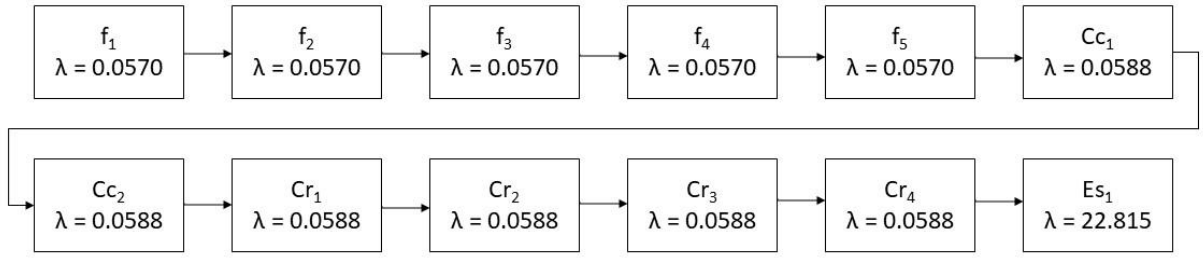 f₁
λ = 0.0570
f₂
λ = 0.0570
f₃
λ = 0.0570
f₄
λ = 0.0570
f₅
λ = 0.0570
Cc₁
λ = 0.0588
Cc₂
λ = 0.0588
Cr₁
λ = 0.0588
Cr₂
λ = 0.0588
Cr₃
λ = 0.0588
Cr₄
λ = 0.0588
Es₁
λ = 22.815